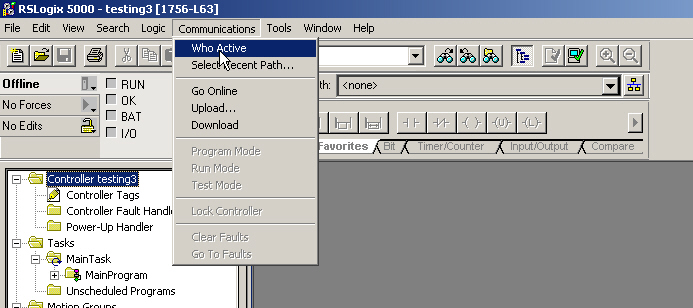 RSLogix 5000 - testing3 [1756-L63]
File Edit View Search Logic Communications Tools Window Help
Who Active
Select Recent Path...
Go Online
Upload...
Download
Program Mode
Run Mode
Test Mode
Lock Controller
Clear Faults
Go To Faults
Offline
No Forces
No Edits
RUN
OK
BAT
I/O
th: <none>
Favorites Bit Timer/Counter Input/Output Compare
Controller testing3
Controller Tags
Controller Fault Handle
Power-Up Handler
Tasks
MainTask
MainProgram
Unscheduled Programs
Motion Groups